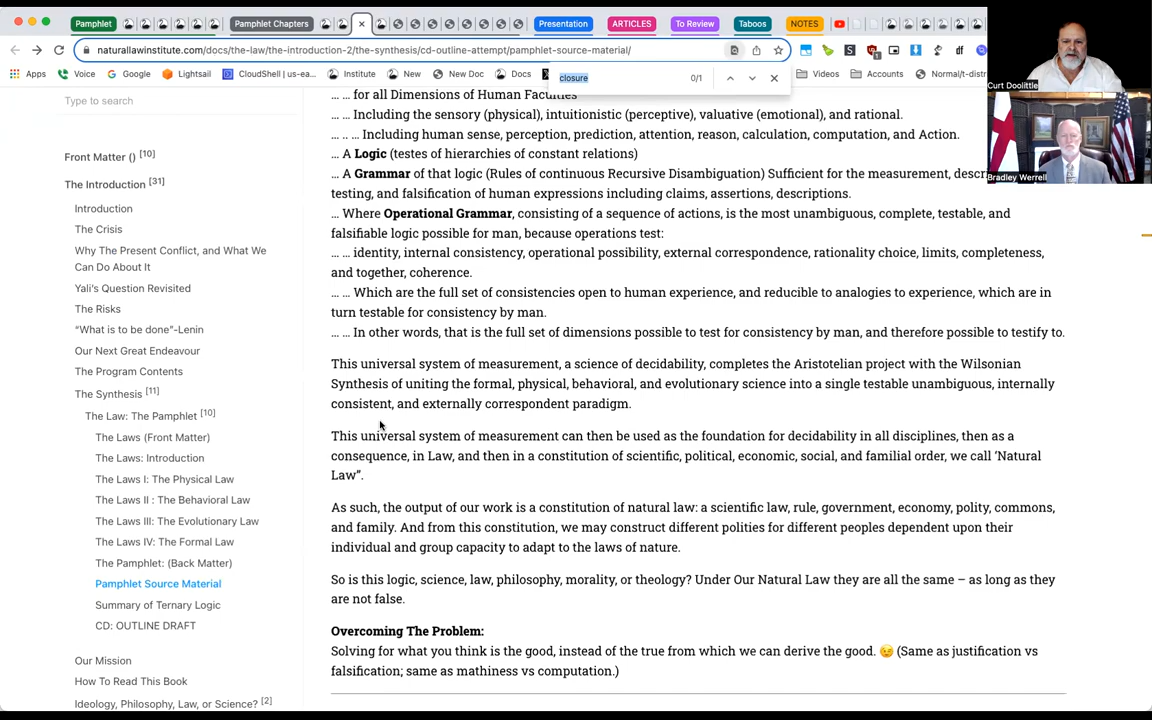 Pamphlet
Pamphlet Chapters
Presentation
ARTICLES
To Review
Taboos
NOTES
naturallawinstitute.com/docs/the-law/the-introduction-2/the-synthesis/cd-outline-attempt/pamphlet-source-material/
Apps
Voice
Google
Lightsail
CloudShell | us-ea...
Institute
New
New Doc
Docs
closure
0/1
Videos
Accounts
Normal/t-distr
Curt Doolittle
Bradley Werrell
Type to search
Front Matter () [10]
The Introduction [31]
Introduction
The Crisis
Why The Present Conflict, and What We
Can Do About It
Yali's Question Revisited
The Risks
“What is to be done”-Lenin
Our Next Great Endeavour
The Program Contents
The Synthesis [11]
The Law: The Pamphlet [10]
The Laws (Front Matter)
The Laws: Introduction
The Laws I: The Physical Law
The Laws II : The Behavioral Law
The Laws III: The Evolutionary Law
The Laws IV: The Formal Law
The Pamphlet: (Back Matter)
Pamphlet Source Material
Summary of Ternary Logic
CD: OUTLINE DRAFT
Our Mission
How To Read This Book
Ideology, Philosophy, Law, or Science? [2]
... ... for all Dimensions of Human Faculties
... ... Including the sensory (physical), intuitionistic (perceptive), valuative (emotional), and rational.
... .. ... Including human sense, perception, prediction, attention, reason, calculation, computation, and Action.
... A Logic (testes of hierarchies of constant relations)
... A Grammar of that logic (Rules of continuous Recursive Disambiguation) Sufficient for the measurement,
testing, and falsification of human expressions including claims, assertions, descriptions.
... Where Operational Grammar, consisting of a sequence of actions, is the most unambiguous, complete, testable, and
falsifiable logic possible for man, because operations test:
... ... identity, internal consistency, operational possibility, external correspondence, rationality choice, limits, completeness,
and together, coherence.
... ... Which are the full set of consistencies open to human experience, and reducible to analogies to experience, which are in
turn testable for consistency by man.
... ... In other words, that is the full set of dimensions possible to test for consistency by man, and therefore possible to testify to.
This universal system of measurement, a science of decidability, completes the Aristotelian project with the Wilsonian
Synthesis of uniting the formal, physical, behavioral, and evolutionary science into a single testable unambiguous, internally
consistent, and externally correspondent paradigm.
This universal system of measurement can then be used as the foundation for decidability in all disciplines, then as a
consequence, in Law, and then in a constitution of scientific, political, economic, social, and familial order, we call ‘Natural
Law”.
As such, the output of our work is a constitution of natural law: a scientific law, rule, government, economy, polity, commons,
and family. And from this constitution, we may construct different polities for different peoples dependent upon their
individual and group capacity to adapt to the laws of nature.
So is this logic, science, law, philosophy, morality, or theology? Under Our Natural Law they are all the same – as long as they
are not false.
Overcoming The Problem:
Solving for what you think is the good, instead of the true from which we can derive the good. 😉 (Same as justification vs
falsification; same as mathiness vs computation.)